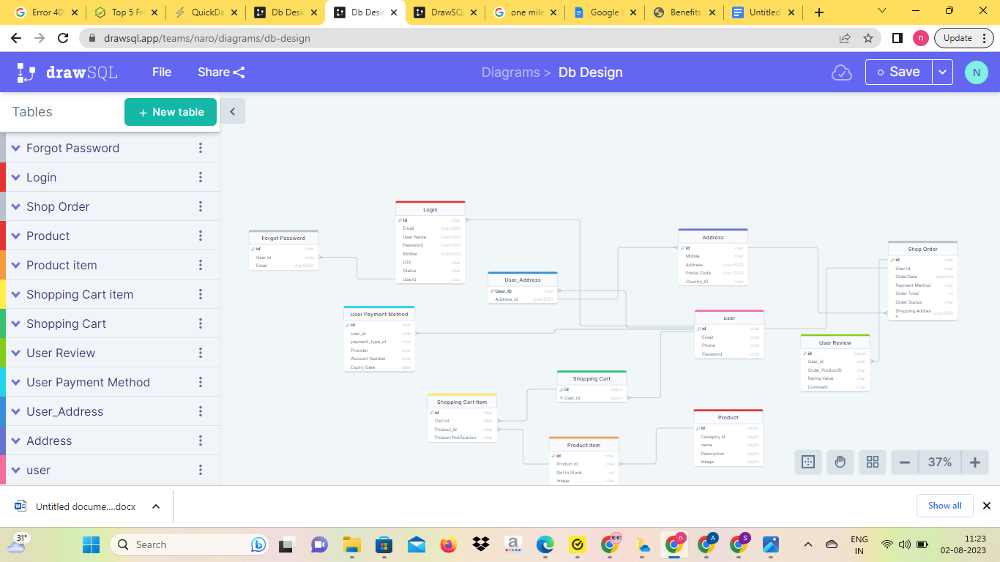 Error 40
Top 5 Fr
QuickDa
Db Desi
Db Desi
DrawSQ
one mile
Google
Benefits
Untitled
drawsql.app/teams/naro/diagrams/db-design
n
Update
drawSQL
File
Share
Diagrams > Db Design
Save
N
Tables
+ New table
Forgot Password
Login
Shop Order
Product
Product item
Shopping Cart item
Shopping Cart
User Review
User Payment Method
User_Address
Address
user
Forgot Password
id char
User Id char
Email char(500)
Login
Id char
Email char(500)
User Name char(500)
Password char(500)
Mobile char(500)
OTP char
Status char
Use Id char
User_Address
User_ID char
Address_Id char(500)
Address
id char
Mobile char
Address char(500)
Postal Code char(300)
Country_ID char
Shop Order
id char
User Id char
OrderDate datetime
Payment Method char
Order Total int
Order Status char
Shopping Addres
s char(500)
User Payment Method
id char
user_id char
payment_type_id char
Provider char
Account Number char
Expiry_Date date
user
id char
Email char
Phone char
Password char
User Review
id bigint
User_id char
Order_ProductID char
Rating Value char
Comment char
Shopping Cart
id bigint
User_Id bigint
Shopping Cart item
id char
Cart id char
Product_Id char
Product Notification char
Product
id bigint
Category Id bigint
name bigint
Description bigint
Image bigint
Product item
id char
Product id char
Qnt In Stock int
Image char
37%
Untitled docume....docx
Show all
31°
Search
n
A
S
ENG
IN
11:23
02-08-2023